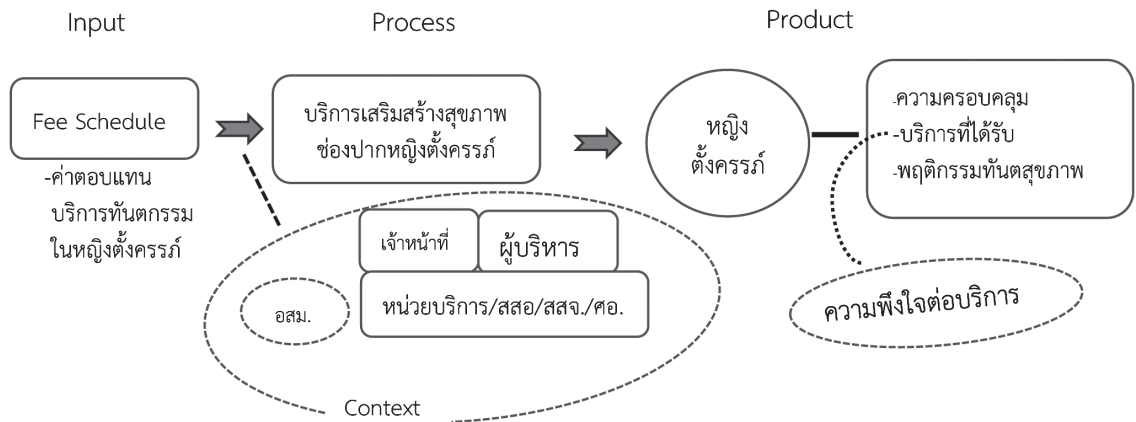 Input
Process
Product
Fee Schedule
-ค่าตอบแทน
บริการทันตกรรม
ในหญิงตั้งครรภ์
บริการเสริมสร้างสุขภาพ
ช่องปากหญิงตั้งครรภ์
หญิง
ตั้งครรภ์
-ความครอบคลุม
-บริการที่ได้รับ
-พฤติกรรมทันตสุขภาพ
เจ้าหน้าที่
ผู้บริหาร
อสม.
หน่วยบริการ/สสอ/สสจ./ศอ.
ความพึงใจต่อบริการ
Context